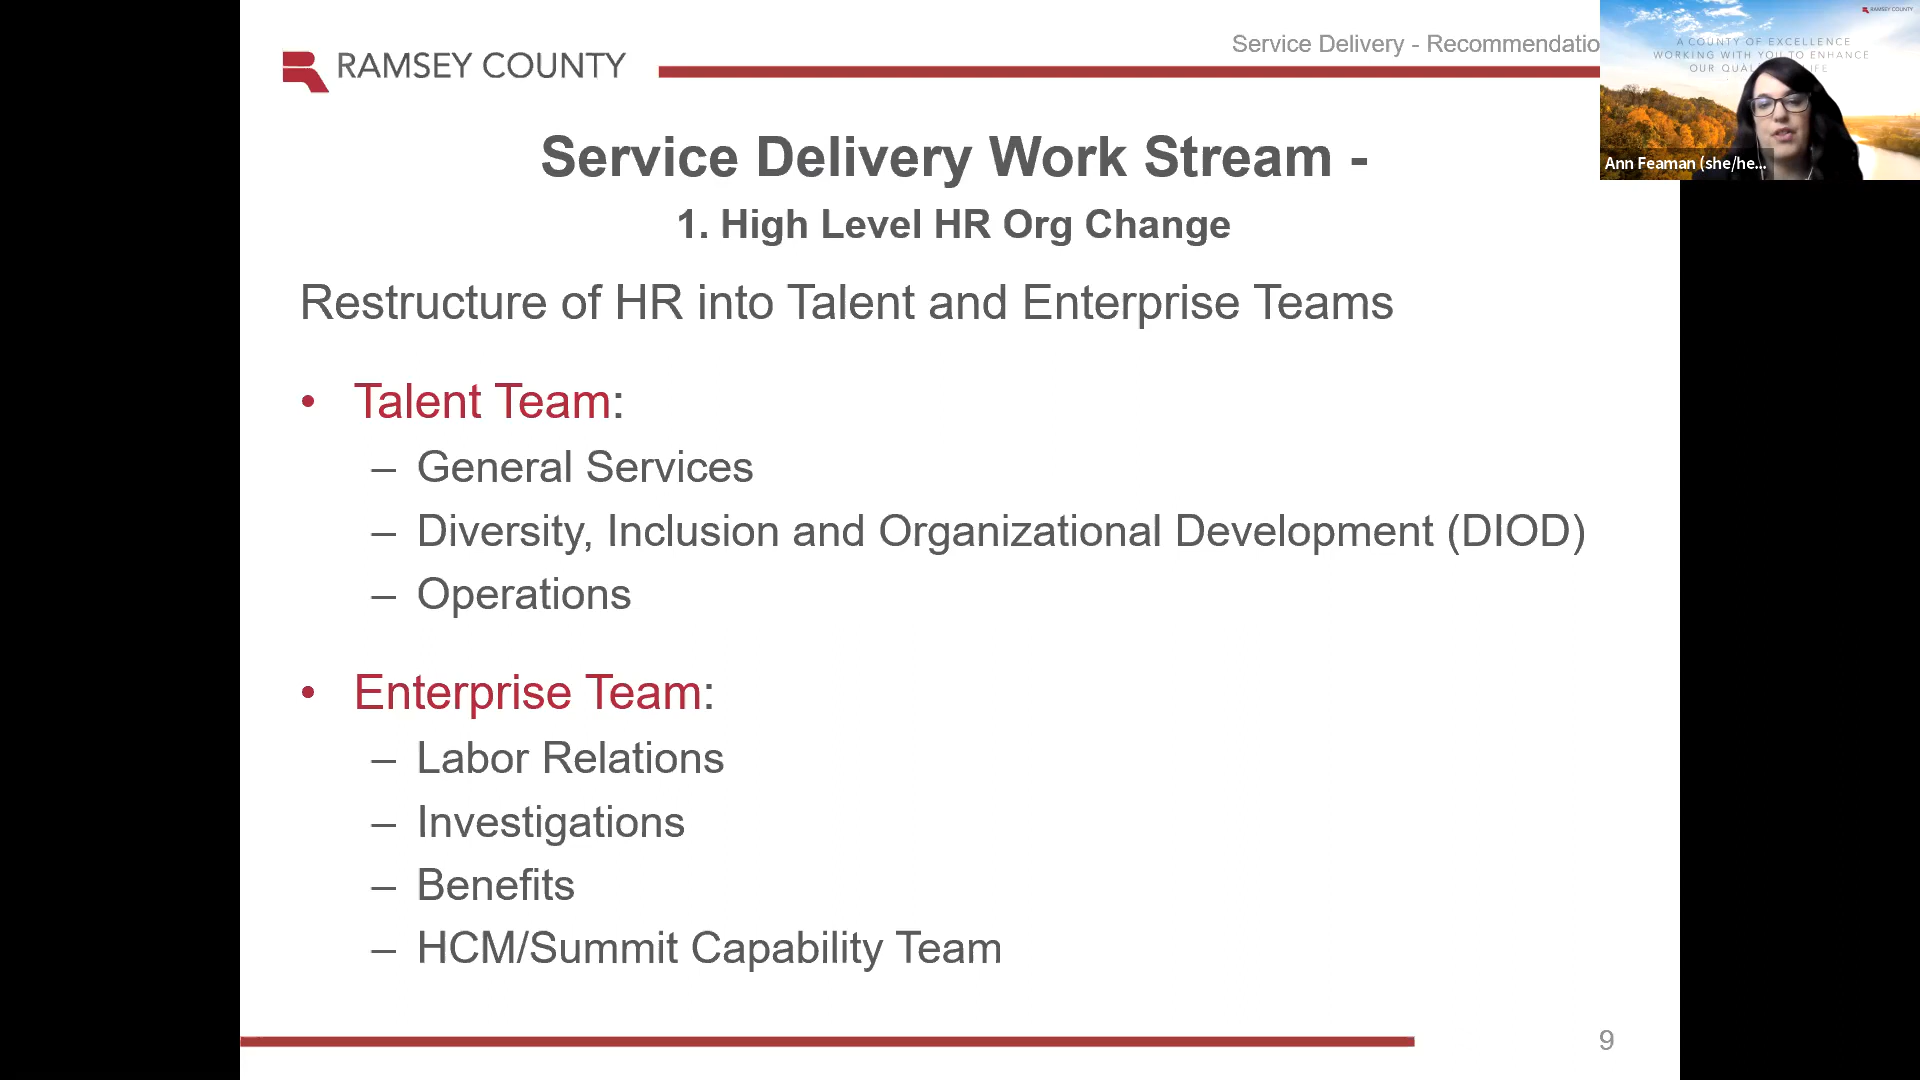 RAMSEY COUNTY
Service Delivery - Recommendatio
RAMSEY COUNTY
A COUNTY OF EXCELLENCE
WORKING WITH YOU TO ENHANCE
OUR
Ann Feaman (she/he...
Service Delivery Work Stream -
1. High Level HR Org Change
Restructure of HR into Talent and Enterprise Teams
• Talent Team:
– General Services
– Diversity, Inclusion and Organizational Development (DIOD)
– Operations
• Enterprise Team:
– Labor Relations
– Investigations
– Benefits
– HCM/Summit Capability Team
9